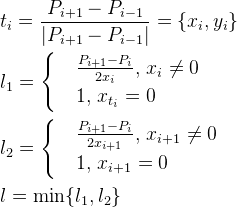 t_i = \frac{P_{i+1} - P_{i-1}}{|P_{i+1} - P_{i-1}|} = \{x_i, y_i\}
l_1 = \begin{cases} \frac{P_{i+1} - P_i}{2x_i}, x_i \neq 0 \\ 1, x_{t_i} = 0 \end{cases}
l_2 = \begin{cases} \frac{P_{i+1} - P_i}{2x_{i+1}}, x_{i+1} \neq 0 \\ 1, x_{i+1} = 0 \end{cases}
l = \min\{l_1, l_2\}